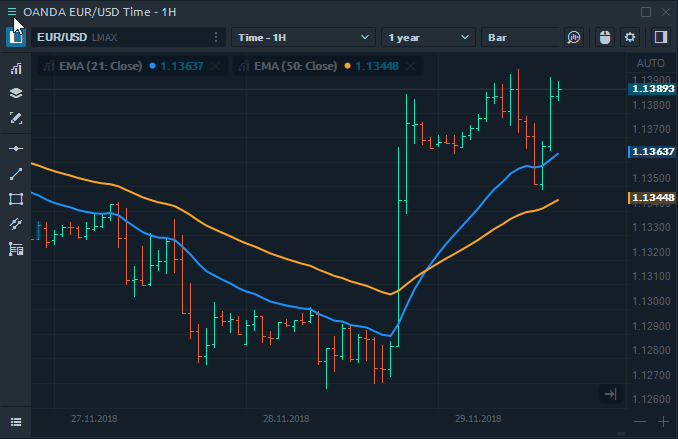 OANDA EUR/USD Time - 1H
EUR/USD LMAX
Time - 1H
1 year
Bar
EMA (21: Close) 1.13637
EMA (50: Close) 1.13448
AUTO
1.13900
1.13893
1.13800
1.13700
1.13637
1.13500
1.13448
1.13300
1.13200
1.13100
1.13000
1.12900
1.12800
1.12700
1.12600
27.11.2018
28.11.2018
29.11.2018